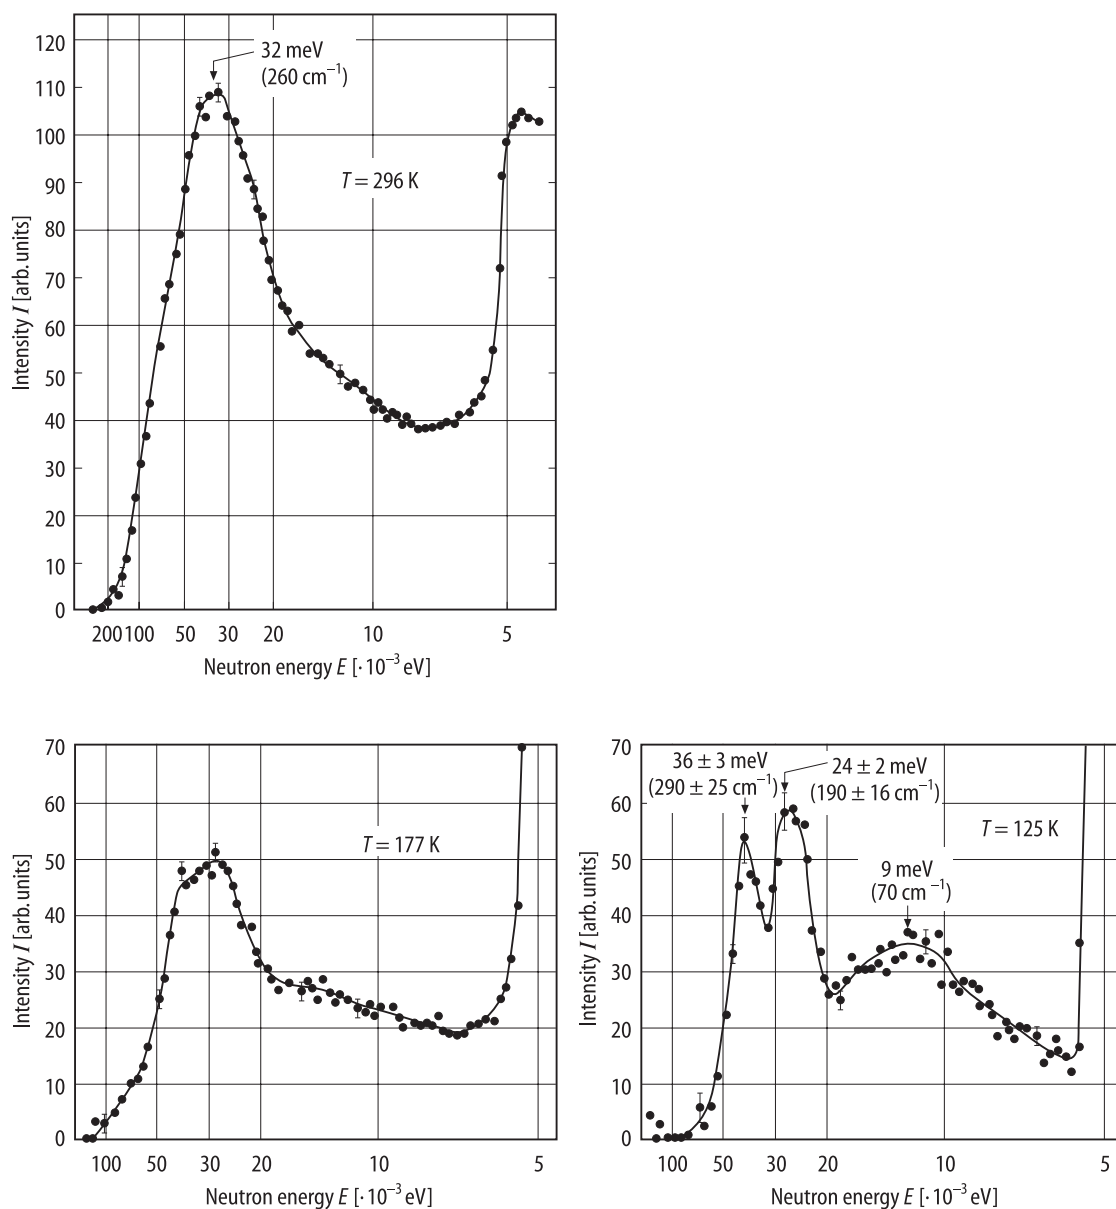 120
110
100
90
80
70
60
50
40
30
20
10
0
Intensity I [arb. units]
32 meV
(260 cm⁻¹)
T = 296 K
200 100 50 30 20 10 5
Neutron energy E [·10⁻³ eV]
70
60
50
40
30
20
10
0
Intensity I [arb. units]
T = 177 K
100 50 30 20 10 5
Neutron energy E [·10⁻³ eV]
70
60
50
40
30
20
10
0
Intensity I [arb. units]
36 ± 3 meV
(290 ± 25 cm⁻¹)
24 ± 2 meV
(190 ± 16 cm⁻¹)
T = 125 K
9 meV
(70 cm⁻¹)
100 50 30 20 10 5
Neutron energy E [·10⁻³ eV]